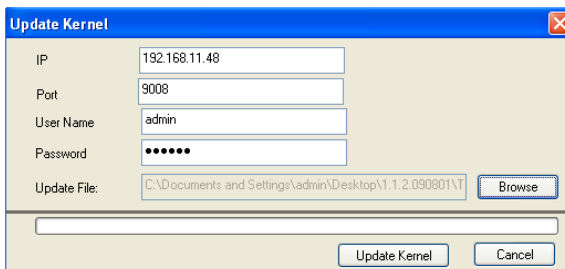 Update Kernel
IP 192.168.11.48
Port 9008
User Name admin
Password ••••••
Update File: C:\Documents and Settings\admin\Desktop\1.1.2.090801\T Browse
Update Kernel Cancel